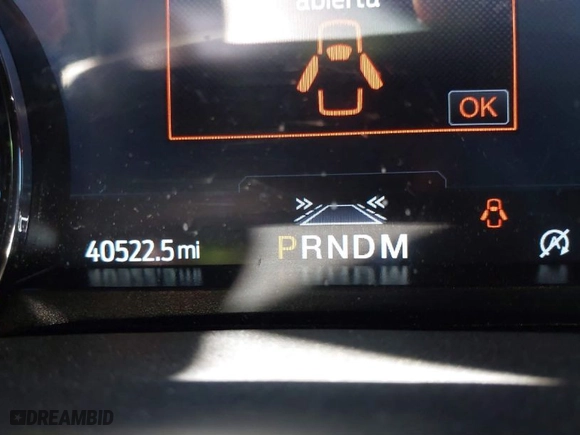 abierta
OK
40522.5 mi
PRNDM
DREAMBID